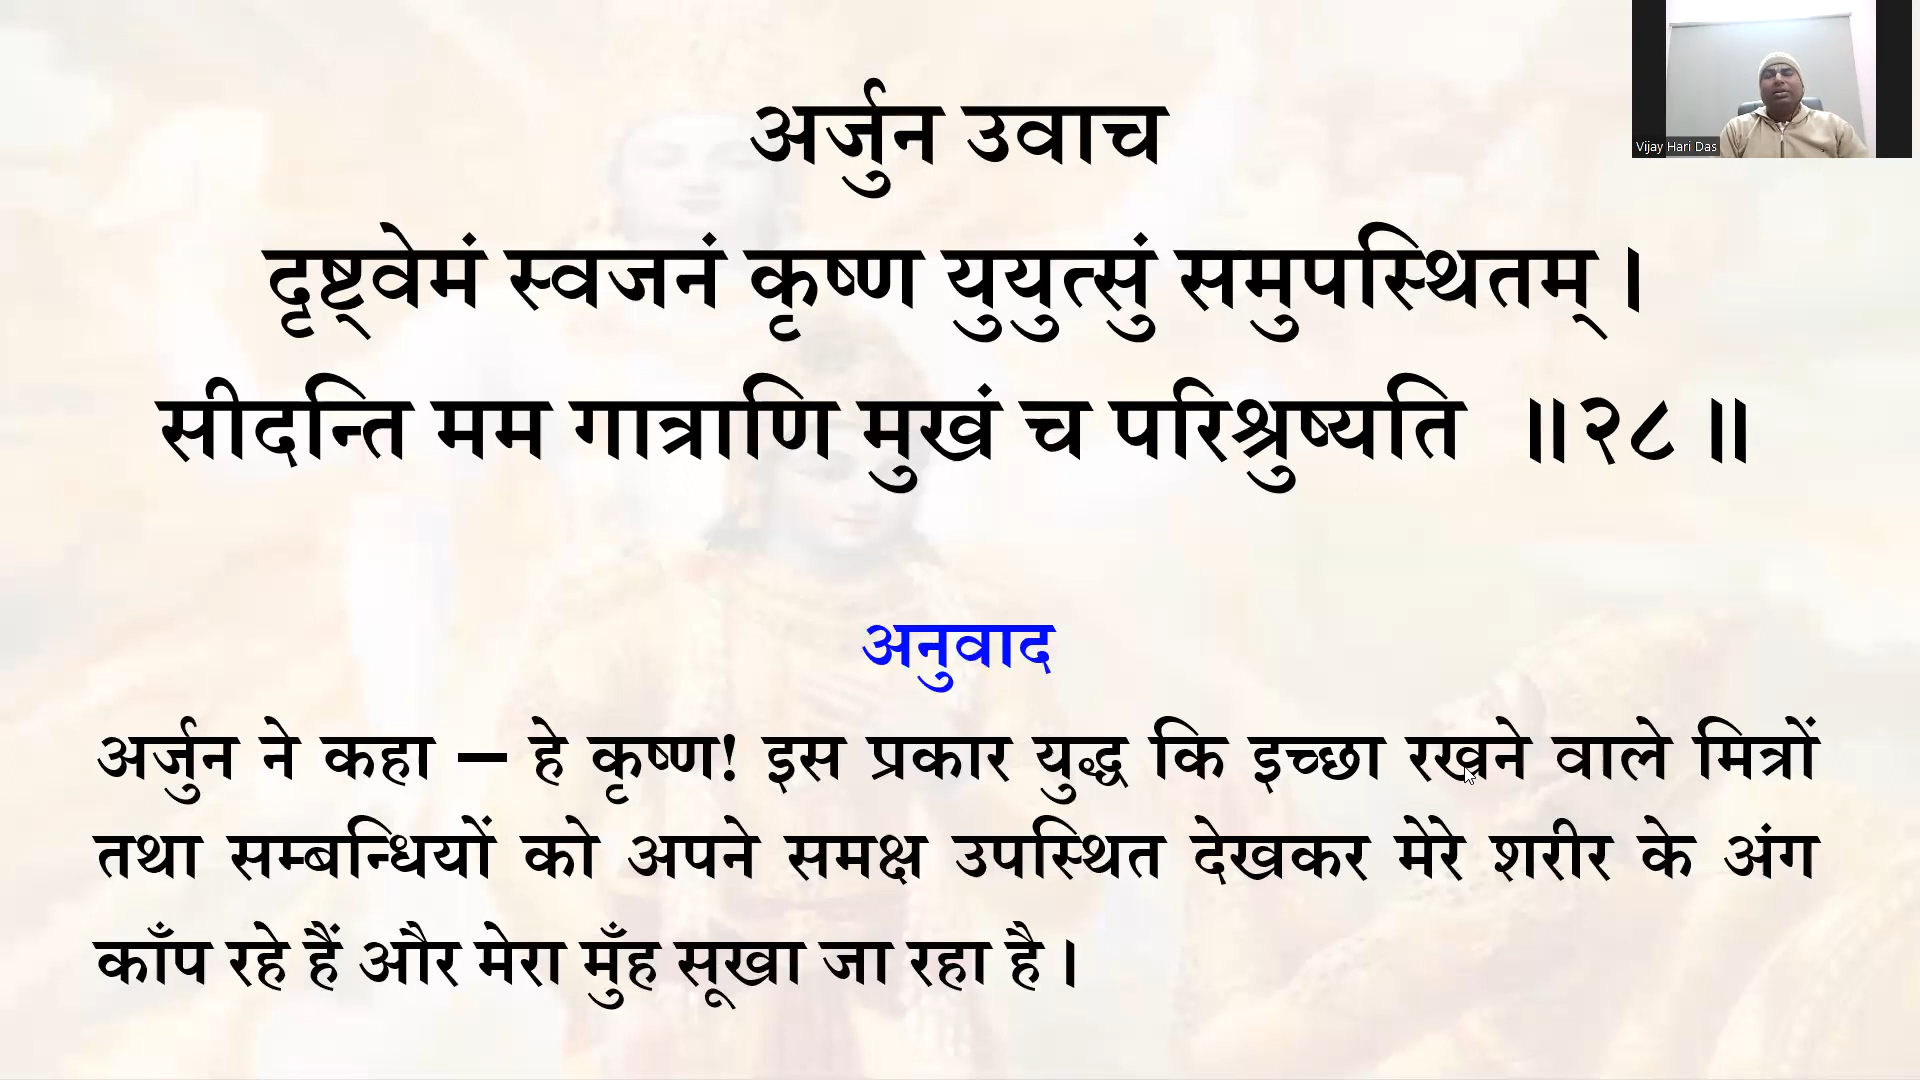 अर्जुन उवाच
दृष्ट्वेमं स्वजनं कृष्ण युयुत्सुं समुपस्थितम् ।
सीदन्ति मम गात्राणि मुखं च परिश्रुष्यति ॥२८॥
अनुवाद
अर्जुन ने कहा – हे कृष्ण! इस प्रकार युद्ध कि इच्छा रखने वाले मित्रों
तथा सम्बन्धियों को अपने समक्ष उपस्थित देखकर मेरे शरीर के अंग
काँप रहे हैं और मेरा मुँह सूखा जा रहा है ।
Vijay Hari Das